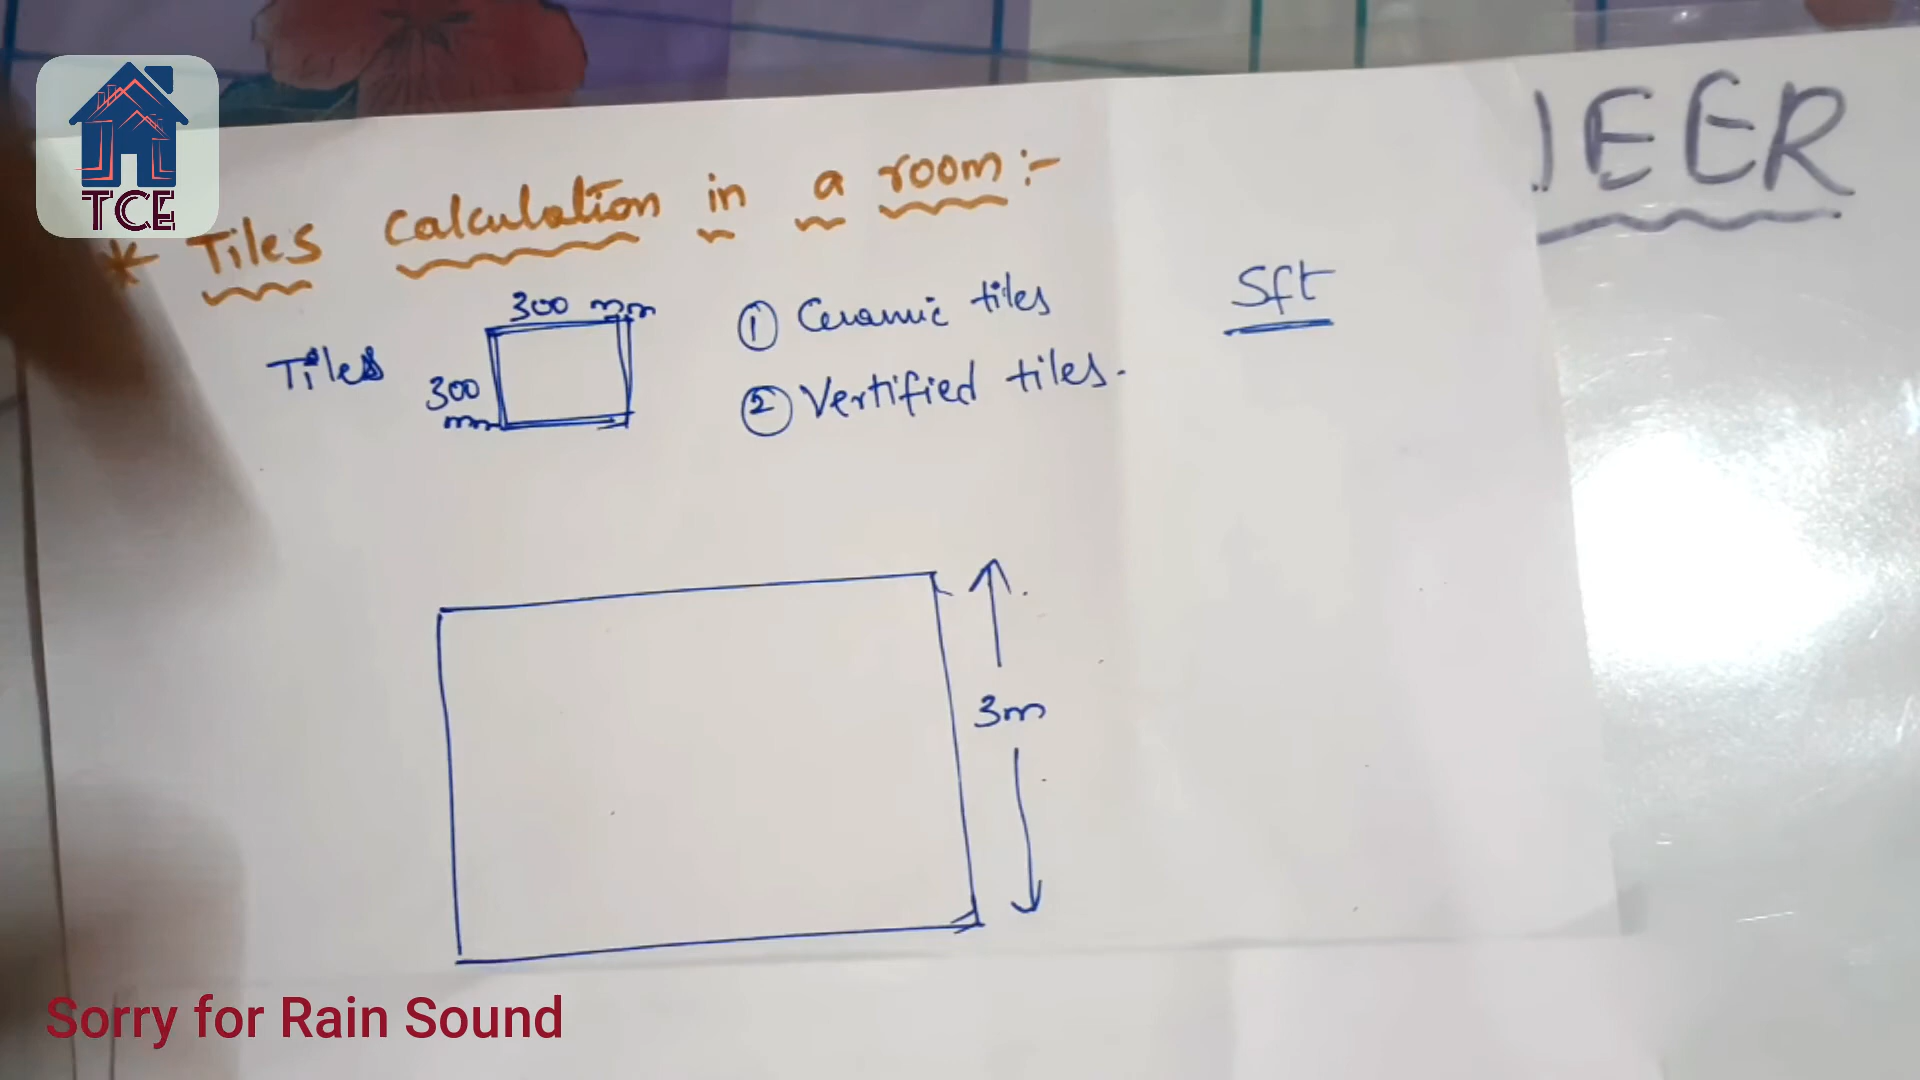 TCE
IEER
* Tiles Calculation in a room :-
300 mm
Tiles
300
mm
① Ceramic tiles
② Vertified tiles.
Sft
3m
Sorry for Rain Sound